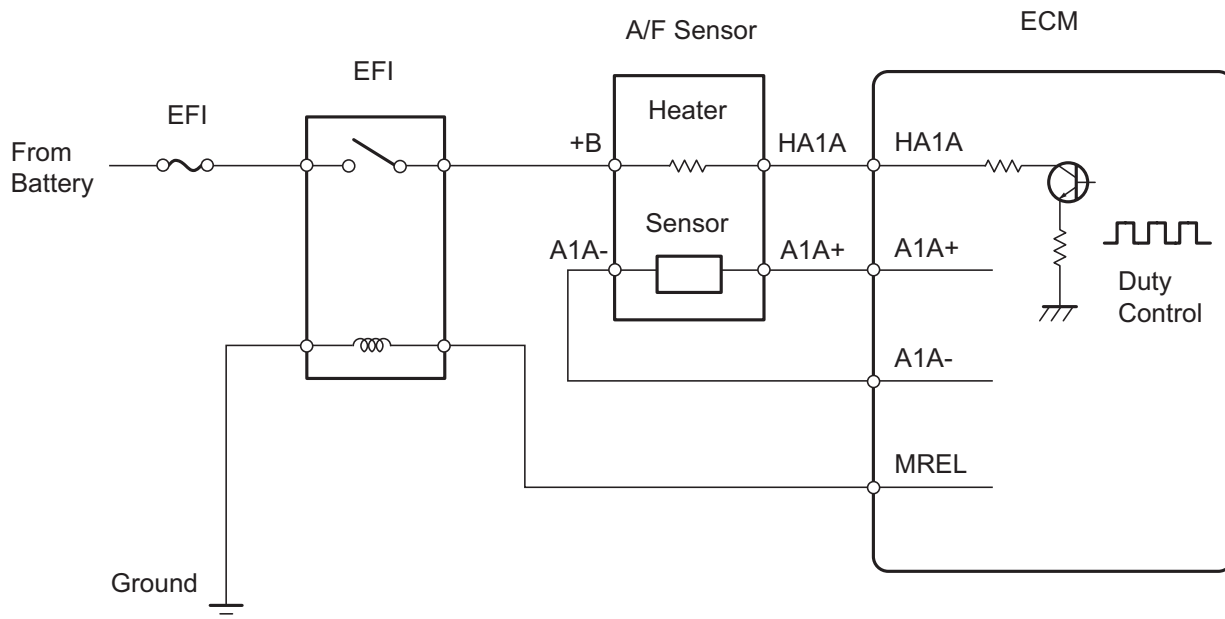 A/F Sensor
ECM
EFI
EFI
Heater
From
Battery
+B
HA1A
HA1A
Sensor
A1A-
A1A+
A1A+
Duty
Control
A1A-
MREL
Ground